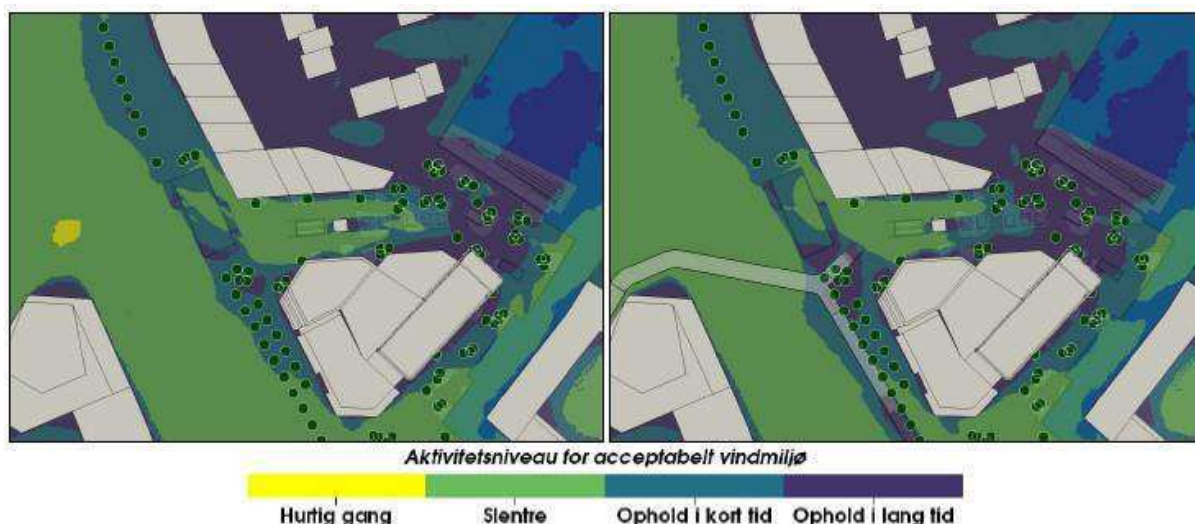 Aktivitetsniveau for acceptabelt vindmiljø
Hurtig gang Slentre Ophold i kort tid Ophold i lang tid